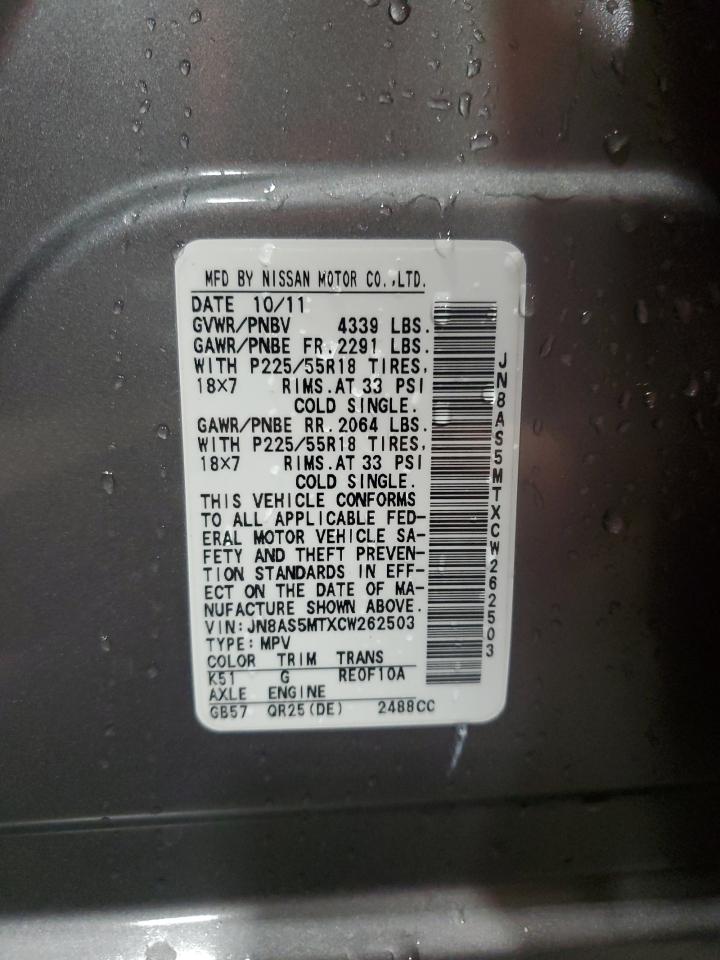 MFD BY NISSAN MOTOR CO.,LTD.
DATE 10/11
GVWR/PNBV 4339 LBS.
GAWR/PNBE FR.2291 LBS.
WITH P225/55R18 TIRES,
18X7 RIMS.AT 33 PSI
COLD SINGLE.
GAWR/PNBE RR.2064 LBS.
WITH P225/55R18 TIRES,
18X7 RIMS.AT 33 PSI
COLD SINGLE.
THIS VEHICLE CONFORMS
TO ALL APPLICABLE FED-
ERAL MOTOR VEHICLE SA-
FETY AND THEFT PREVEN-
TION STANDARDS IN EFF-
ECT ON THE DATE OF MA-
NUFACTURE SHOWN ABOVE.
VIN:JN8AS5MTXCW262503
TYPE:MPV
COLOR TRIM TRANS
K51 G RE0F10A
AXLE ENGINE
GB57 QR25(DE) 2488CC
JN8AS5MTXCW262503